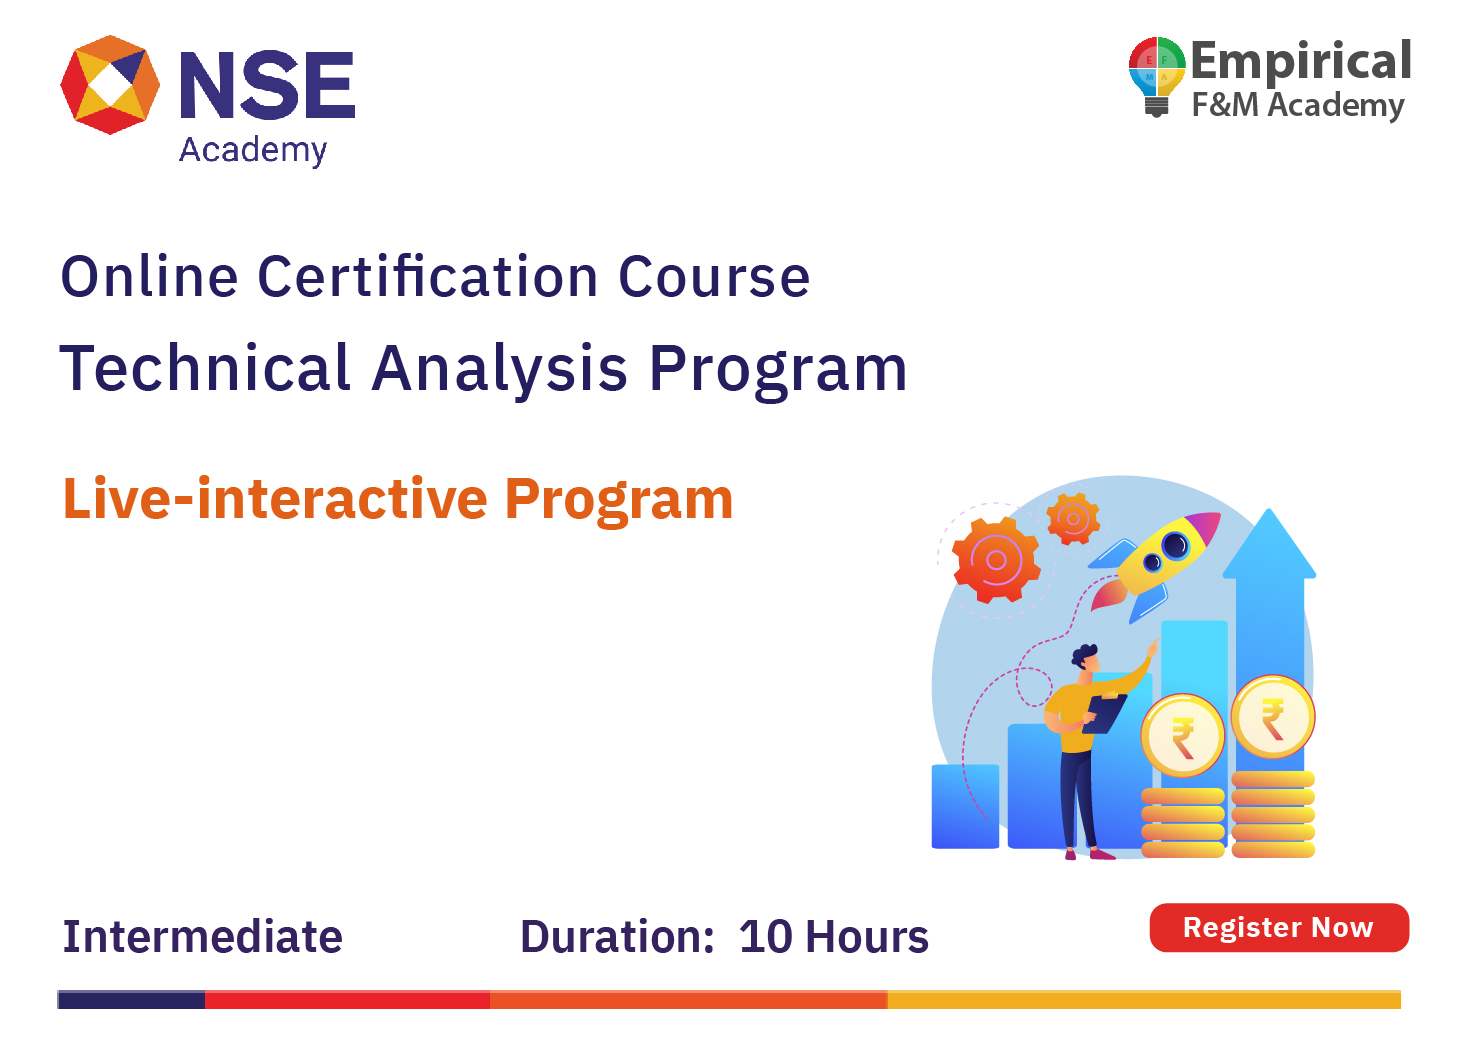 NSE
Academy
E F
M A
Empirical
F&M Academy
Online Certification Course
Technical Analysis Program
Live-interactive Program
₹
₹
Intermediate
Duration: 10 Hours
Register Now